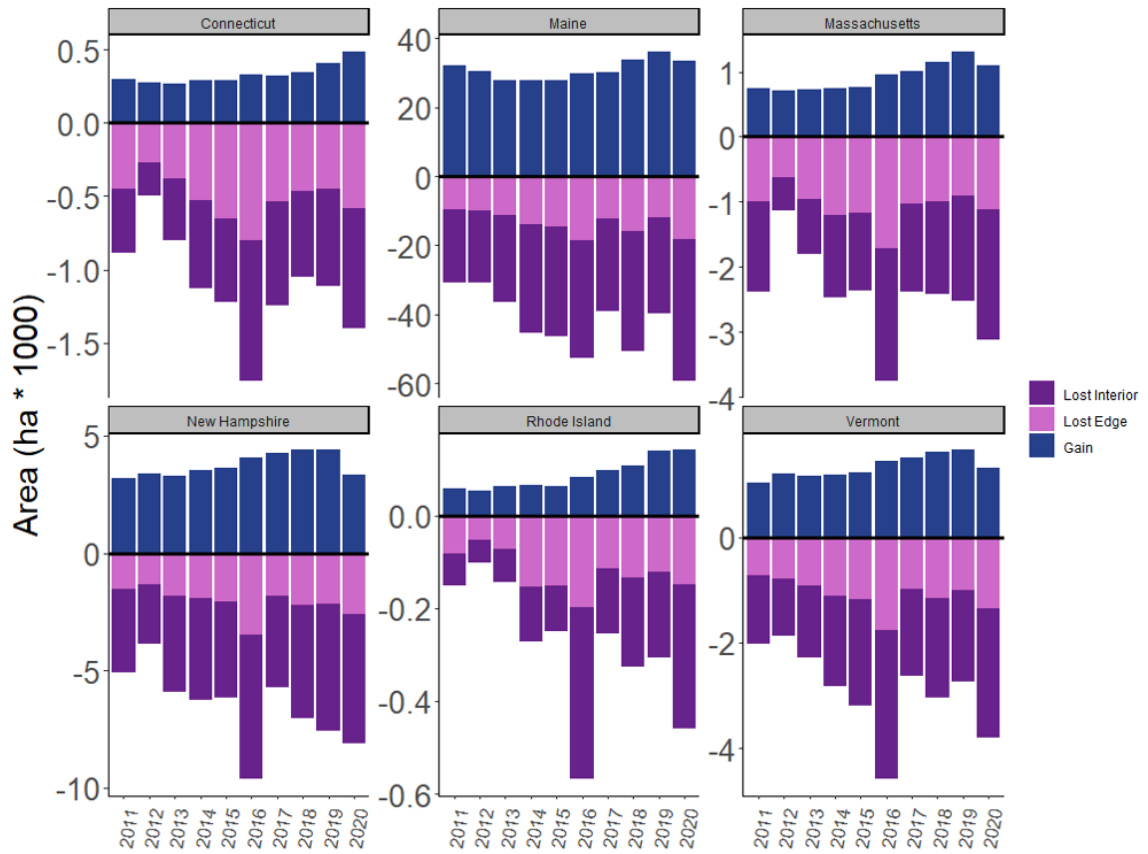 Connecticut
Maine
Massachusetts
0.5
0.0
-0.5
-1.0
-1.5
40
20
0
-20
-40
-60
1
0
-1
-2
-3
-4
Area (ha * 1000)
New Hampshire
Rhode Island
Vermont
5
0
-5
-10
0.0
-0.2
-0.4
-0.6
0
-2
-4
2011 2012 2013 2014 2015 2016 2017 2018 2019 2020
2011 2012 2013 2014 2015 2016 2017 2018 2019 2020
2011 2012 2013 2014 2015 2016 2017 2018 2019 2020
Lost Interior
Lost Edge
Gain